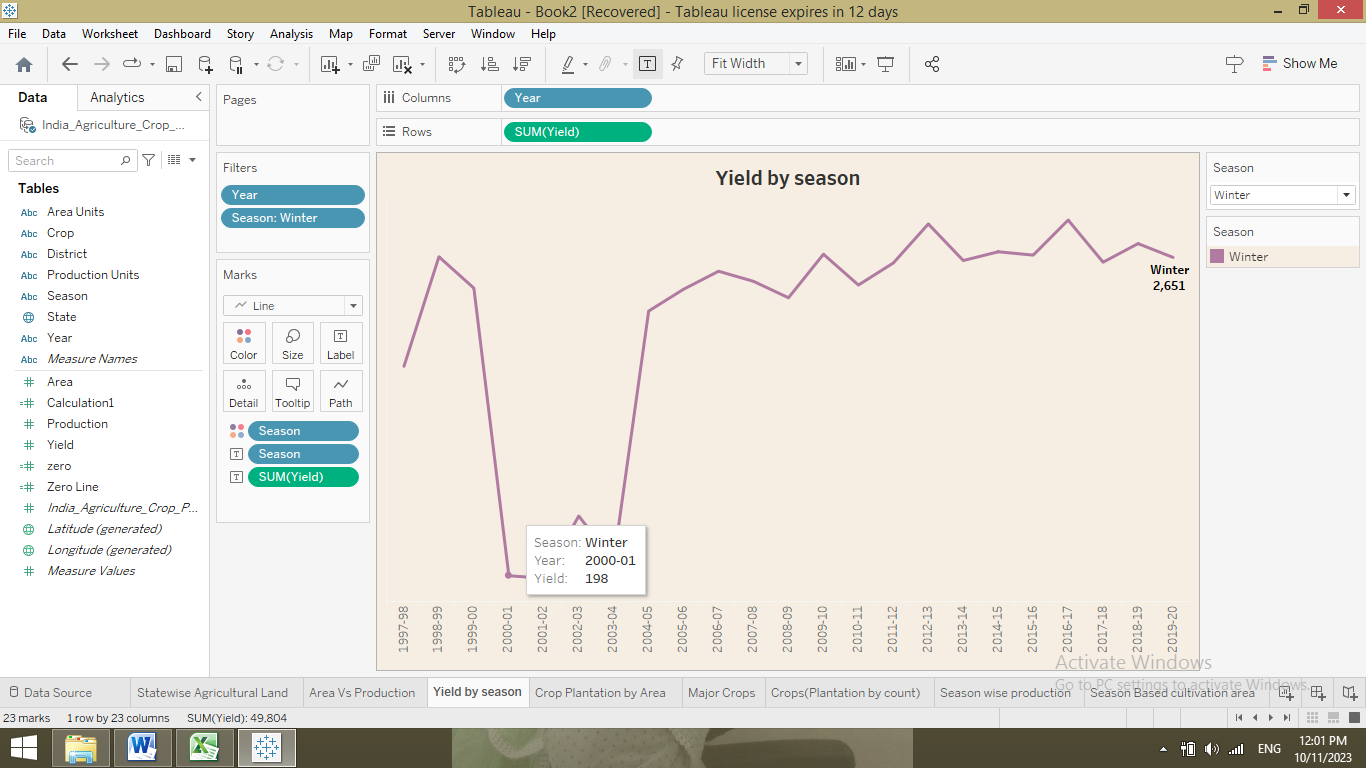 Tableau - Book2 [Recovered] - Tableau license expires in 12 days
File Data Worksheet Dashboard Story Analysis Map Format Server Window Help
Fit Width
Show Me
Data Analytics
India_Agriculture_Crop_...
Search
Tables
Abc Area Units
Abc Crop
Abc District
Abc Production Units
Abc Season
State
Abc Year
Abc Measure Names
Area
Calculation1
Production
Yield
zero
Zero Line
India_Agriculture_Crop_P...
Latitude (generated)
Longitude (generated)
Measure Values
Pages
Filters
Year
Season: Winter
Marks
Line
Color Size Label
Detail Tooltip Path
Season
Season
SUM(Yield)
Columns Year
Rows SUM(Yield)
Yield by season
Winter
2,651
Season: Winter
Year: 2000-01
Yield: 198
1997-98
1998-99
1999-00
2000-01
2001-02
2002-03
2003-04
2004-05
2005-06
2006-07
2007-08
2008-09
2009-10
2010-11
2011-12
2012-13
2013-14
2014-15
2015-16
2016-17
2017-18
2018-19
2019-20
Season
Winter
Season
Winter
Activate Windows
Go to PC settings to activate Windows.
Data Source Statewise Agricultural Land Area Vs Production Yield by season Crop Plantation by Area Major Crops Crops(Plantation by count) Season wise production Season Based cultivation area
23 marks 1 row by 23 columns SUM(Yield): 49,804
ENG
12:01 PM
10/11/2023